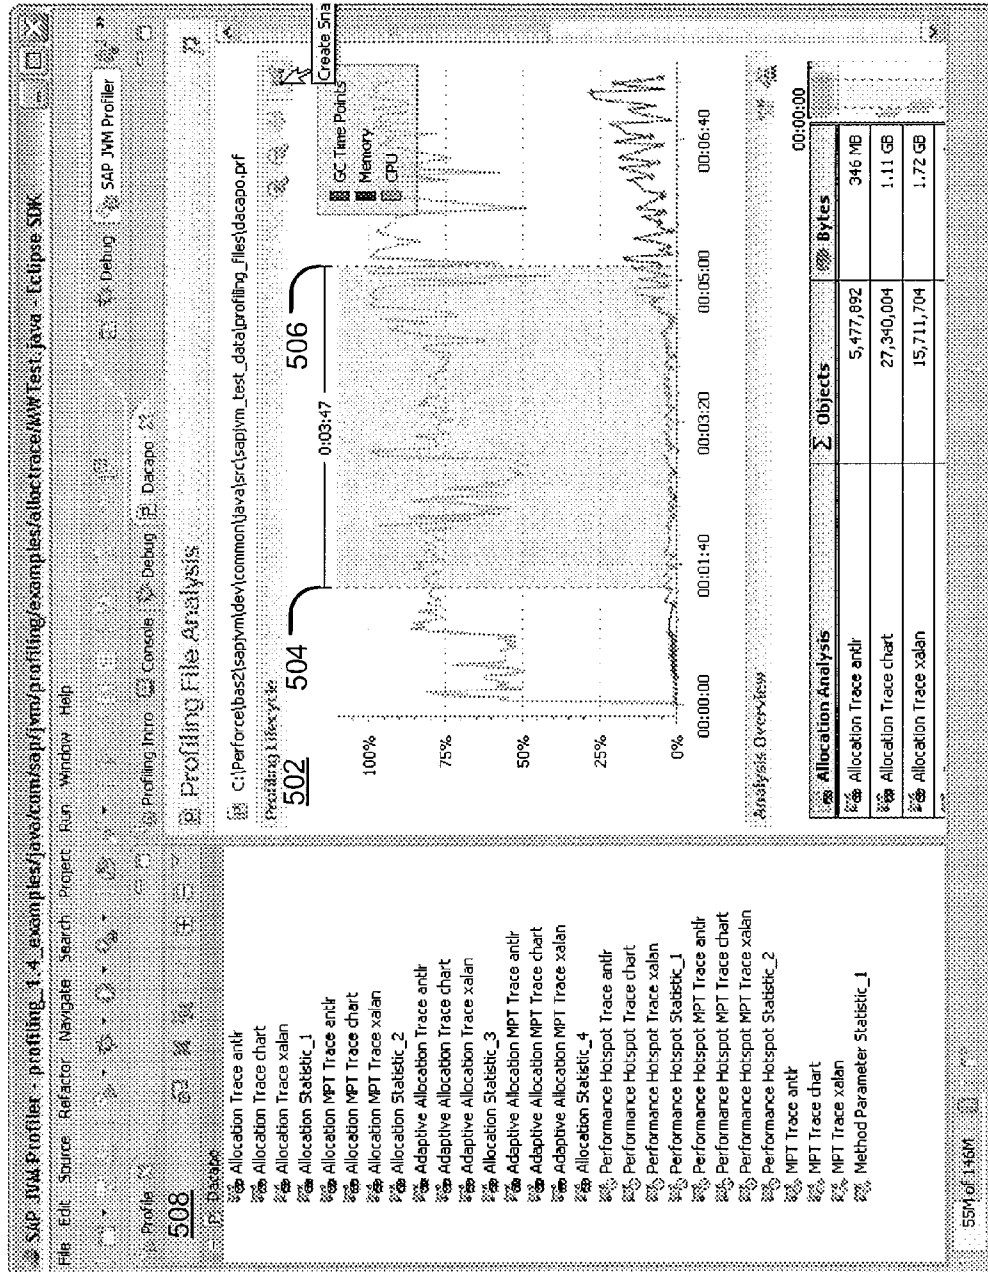 SAP JVM Profiler - profiling_1.4_examples/java/com/sap/jvm/profiling/examples/alloctrace/MWTest.java - Eclipse SDK
File Edit Source Refactor Navigate Search Project Run Window Help
Debug SAP JVM Profiler
Profile
508
Dacapo
Allocation Trace antlr
Allocation Trace chart
Allocation Trace xalan
Allocation Statistic_1
Allocation MPT Trace antlr
Allocation MPT Trace chart
Allocation MPT Trace xalan
Allocation Statistic_2
Adaptive Allocation Trace antlr
Adaptive Allocation Trace chart
Adaptive Allocation Trace xalan
Allocation Statistic_3
Adaptive Allocation MPT Trace antlr
Adaptive Allocation MPT Trace chart
Adaptive Allocation MPT Trace xalan
Allocation Statistic_4
Performance Hotspot Trace antlr
Performance Hotspot Trace chart
Performance Hotspot Trace xalan
Performance Hotspot Statistic_1
Performance Hotspot MPT Trace antlr
Performance Hotspot MPT Trace chart
Performance Hotspot MPT Trace xalan
Performance Hotspot Statistic_2
MPT Trace antlr
MPT Trace chart
MPT Trace xalan
Method Parameter Statistic_1
Profiling Intro Console Debug Dacapo
Profiling File Analysis
C:\Perforce\bas2\sapjvm\dev\common\java\src\sapjvm_test_data\profiling_files\dacapo.prf
Profiling Lifecycle
502
504
506
Create Sna
0:03:47
GC Time Points
Memory
CPU
100%
75%
50%
25%
0%
00:00:00 00:01:40 00:03:20 00:05:00 00:06:40
Analysis Overview
00:00:00
Allocation Analysis Σ Objects Bytes
Allocation Trace antlr 5,477,892 346 MB
Allocation Trace chart 27,340,004 1.11 GB
Allocation Trace xalan 15,711,704 1.72 GB
55M of 146M